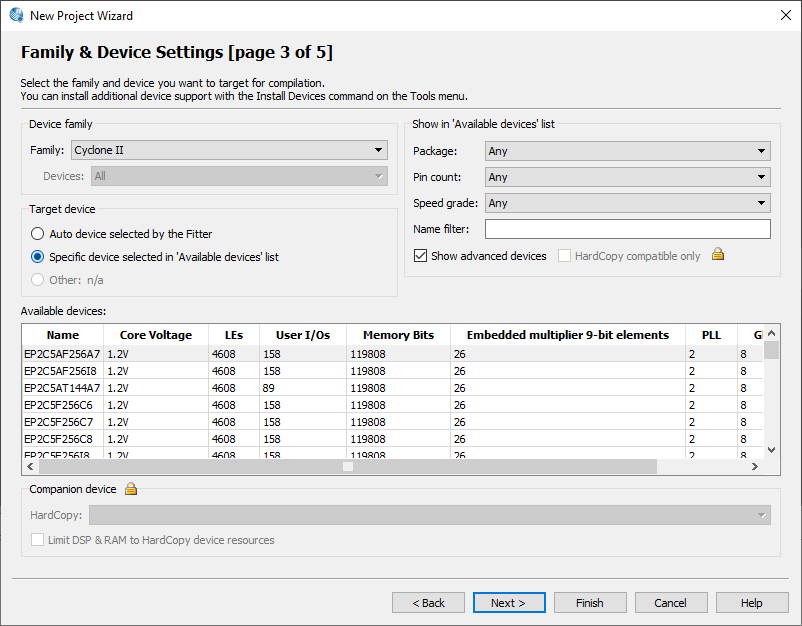 New Project Wizard
Family & Device Settings [page 3 of 5]
Select the family and device you want to target for compilation.
You can install additional device support with the Install Devices command on the Tools menu.
Device family
Family: Cyclone II
Devices: All
Target device
Auto device selected by the Fitter
Specific device selected in 'Available devices' list
Other: n/a
Show in 'Available devices' list
Package: Any
Pin count: Any
Speed grade: Any
Name filter:
Show advanced devices HardCopy compatible only
Available devices:
Name Core Voltage LEs User I/Os Memory Bits Embedded multiplier 9-bit elements PLL
EP2C5AF256A7 1.2V 4608 158 119808 26 2 8
EP2C5AF256I8 1.2V 4608 158 119808 26 2 8
EP2C5AT144A7 1.2V 4608 89 119808 26 2 8
EP2C5F256C6 1.2V 4608 158 119808 26 2 8
EP2C5F256C7 1.2V 4608 158 119808 26 2 8
EP2C5F256C8 1.2V 4608 158 119808 26 2 8
EP2C5F256I8 1.2V 4608 158 119808 26 2 8
Companion device
HardCopy:
Limit DSP & RAM to HardCopy device resources
< Back Next > Finish Cancel Help